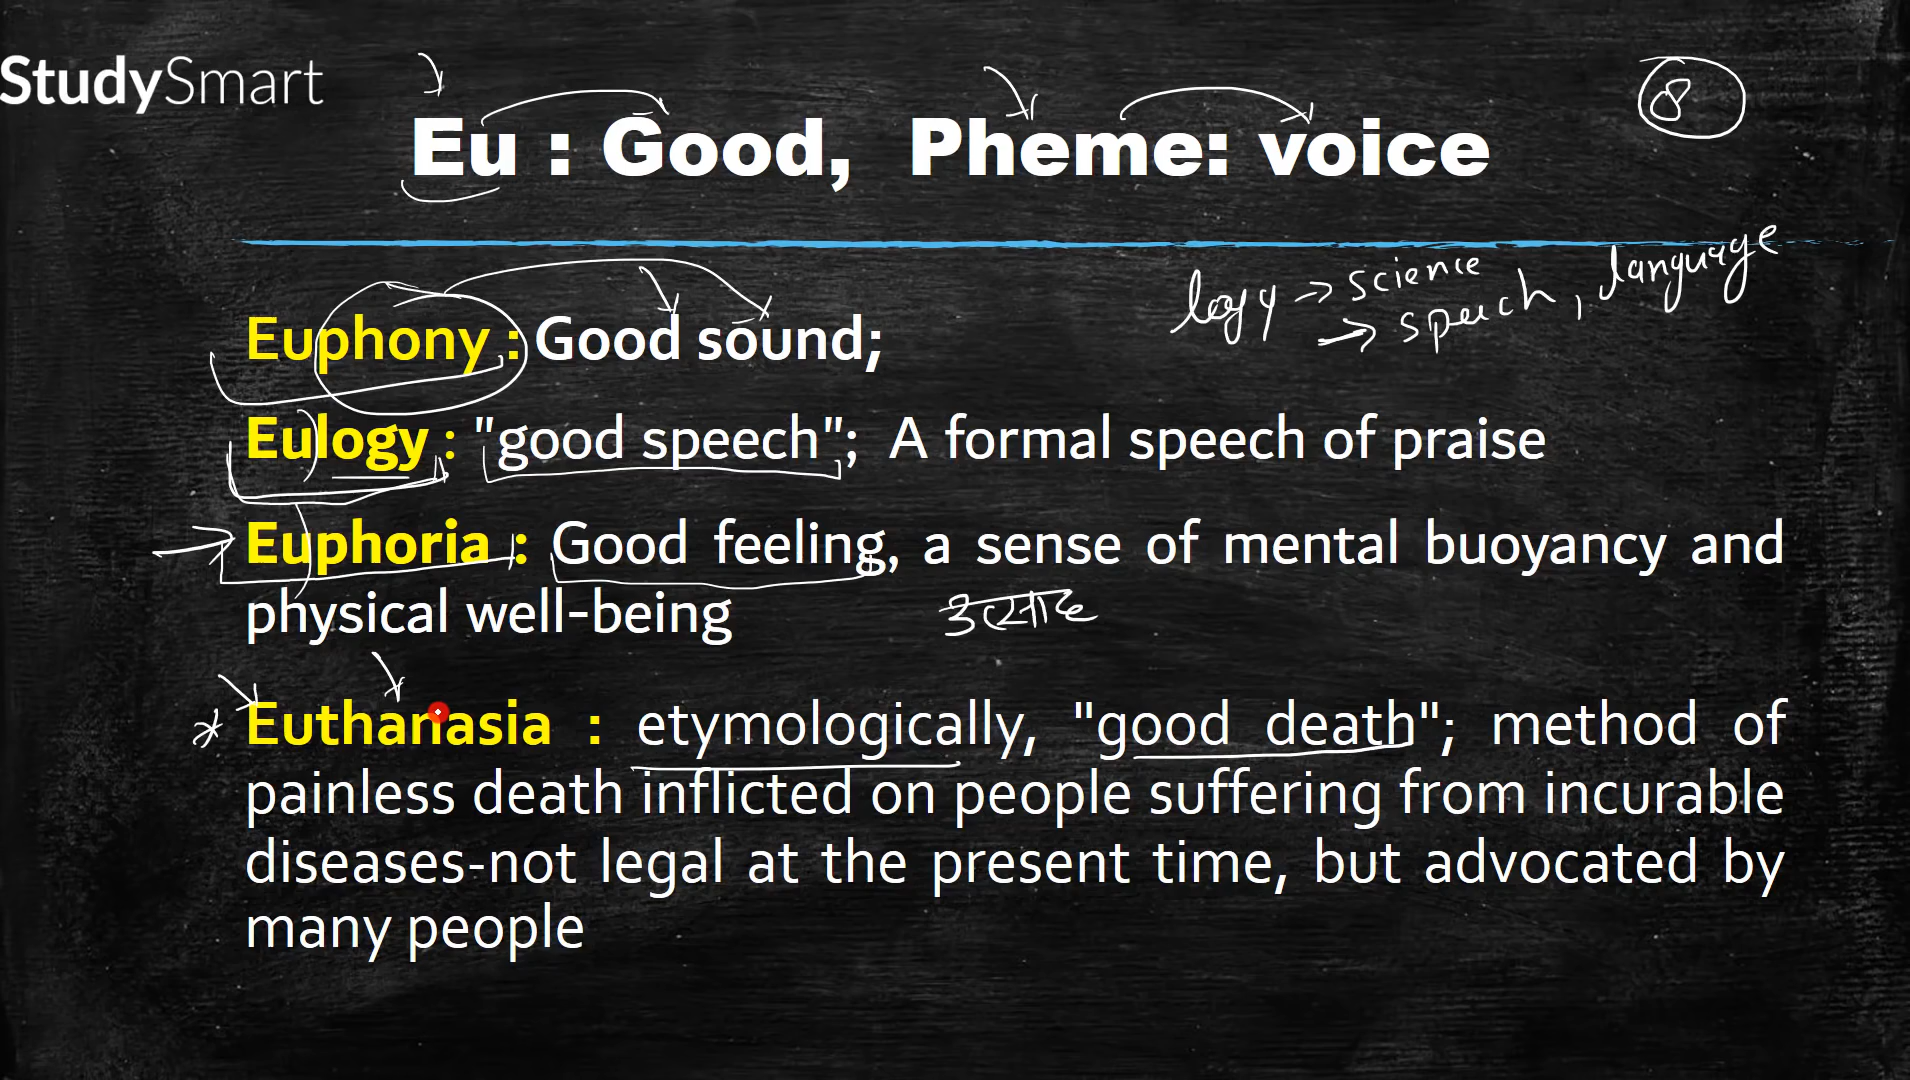 StudySmart
8
Eu : Good, Pheme: voice
logy → science
→ speech, language
Euphony : Good sound;
Eulogy : "good speech"; A formal speech of praise
Euphoria : Good feeling, a sense of mental buoyancy and
physical well-being
Euthanasia : etymologically, "good death"; method of
painless death inflicted on people suffering from incurable
diseases-not legal at the present time, but advocated by
many people